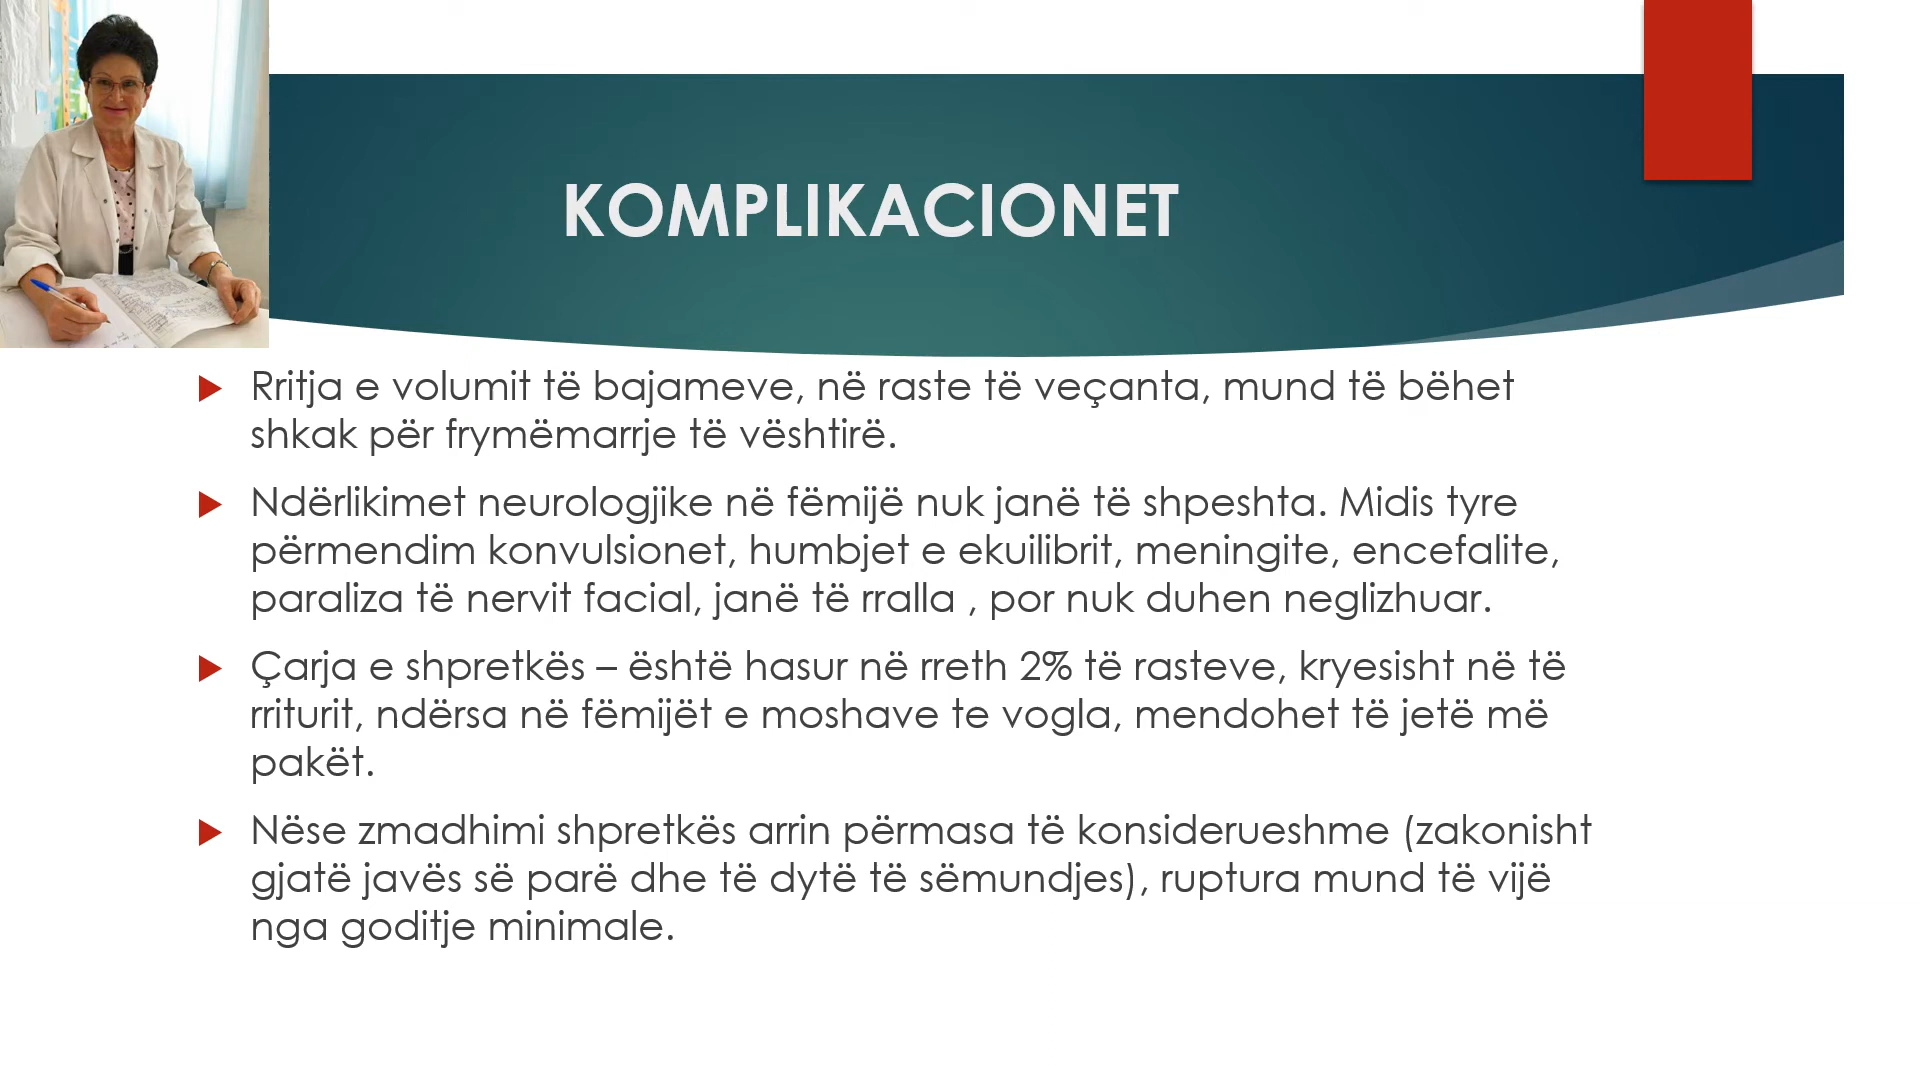 KOMPLIKACIONET
Rritja e volumit të bajameve, në raste të veçanta, mund të bëhet
shkak për frymëmarrje të vështirë.
Ndërlikimet neurologjike në fëmijë nuk janë të shpeshta. Midis tyre
përmendim konvulsionet, humbjet e ekuilibrit, meningite, encefalite,
paraliza të nervit facial, janë të rralla , por nuk duhen neglizhuar.
Çarja e shpretkës – është hasur në rreth 2% të rasteve, kryesisht në të
rriturit, ndërsa në fëmijët e moshave te vogla, mendohet të jetë më
pakët.
Nëse zmadhimi shpretkës arrin përmasa të konsiderueshme (zakonisht
gjatë javës së parë dhe të dytë të sëmundjes), ruptura mund të vijë
nga goditje minimale.